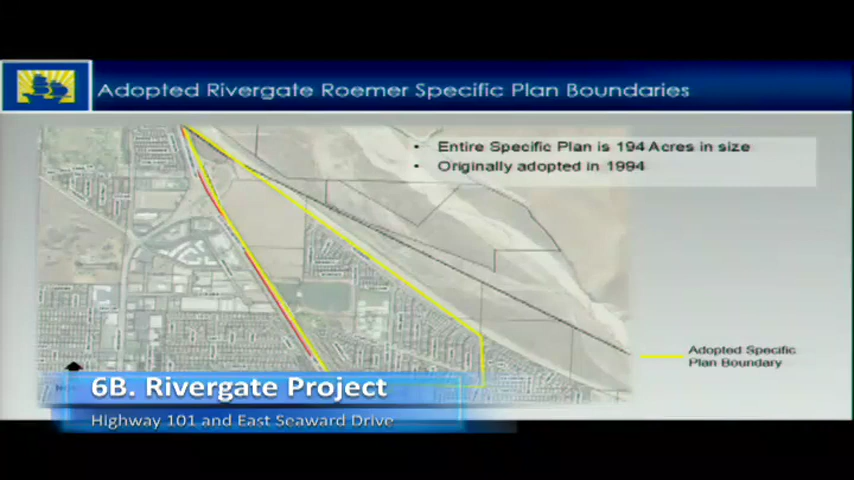 Adopted Rivergate Roemer Specific Plan Boundaries
• Entire Specific Plan is 194 Acres in size
• Originally adopted in 1994
Adopted Specific
Plan Boundary
6B. Rivergate Project
Highway 101 and East Seaward Drive